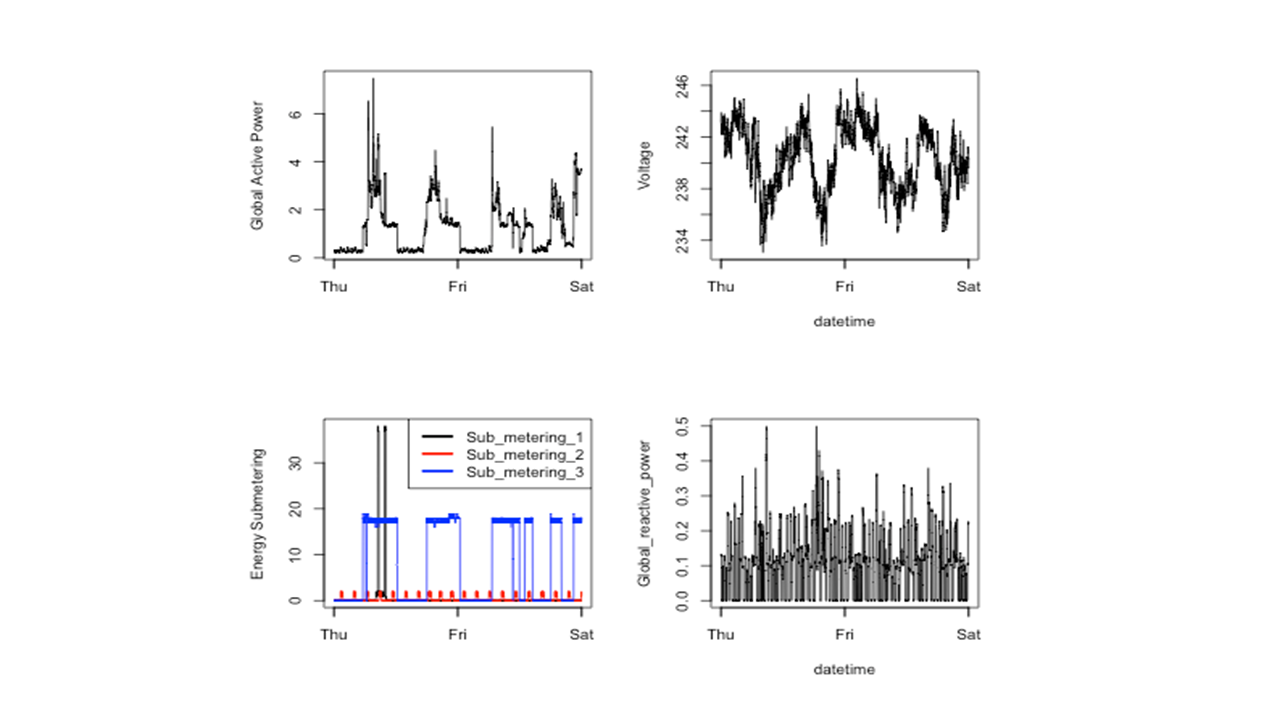 Global Active Power
0
2
4
6
Thu Fri Sat
Voltage
234
238
242
246
Thu Fri Sat
datetime
Energy Submetering
0
10
20
30
Sub_metering_1
Sub_metering_2
Sub_metering_3
Thu Fri Sat
Global_reactive_power
0.0
0.1
0.2
0.3
0.4
0.5
Thu Fri Sat
datetime